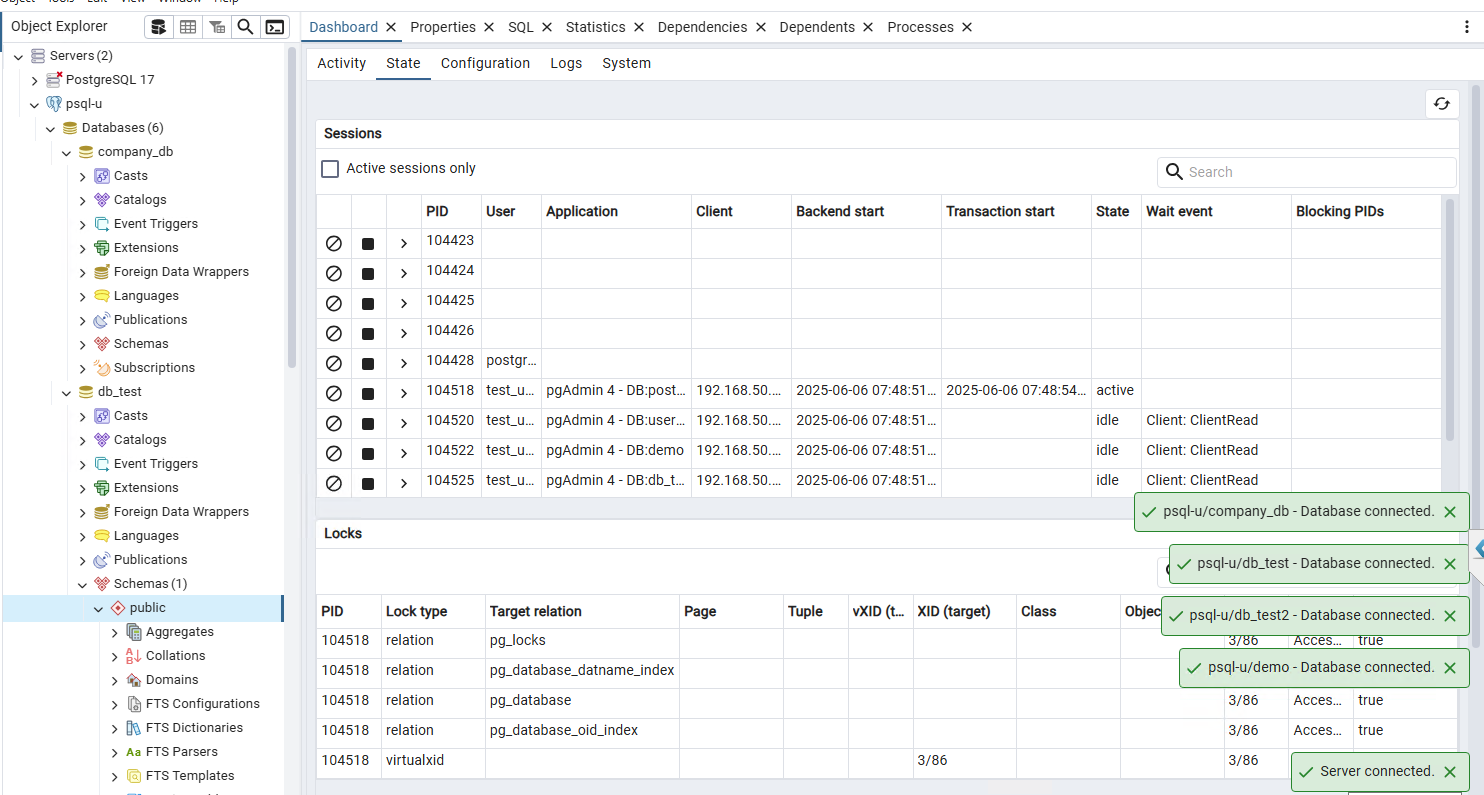 Object Tools Edit View Window Help
Object Explorer
Servers (2)
PostgreSQL 17
psql-u
Databases (6)
company_db
Casts
Catalogs
Event Triggers
Extensions
Foreign Data Wrappers
Languages
Publications
Schemas
Subscriptions
db_test
Casts
Catalogs
Event Triggers
Extensions
Foreign Data Wrappers
Languages
Publications
Schemas (1)
public
Aggregates
Collations
Domains
FTS Configurations
FTS Dictionaries
Aa FTS Parsers
FTS Templates
Dashboard Properties SQL Statistics Dependencies Dependents Processes
Activity State Configuration Logs System
Sessions
Active sessions only Search
PID User Application Client Backend start Transaction start State Wait event Blocking PIDs
104423
104424
104425
104426
104428 postgr...
104518 test_u... pgAdmin 4 - DB:post... 192.168.50.... 2025-06-06 07:48:51... 2025-06-06 07:48:54... active
104520 test_u... pgAdmin 4 - DB:user... 192.168.50.... 2025-06-06 07:48:51... idle Client: ClientRead
104522 test_u... pgAdmin 4 - DB:demo 192.168.50.... 2025-06-06 07:48:51... idle Client: ClientRead
104525 test_u... pgAdmin 4 - DB:db_t... 192.168.50.... 2025-06-06 07:48:51... idle Client: ClientRead
psql-u/company_db - Database connected.
Locks
psql-u/db_test - Database connected.
PID Lock type Target relation Page Tuple vXID (t... XID (target) Class Objec
psql-u/db_test2 - Database connected.
104518 relation pg_locks 3/86 Acces... true
104518 relation pg_database_datname_index
psql-u/demo - Database connected.
104518 relation pg_database 3/86 Acces... true
104518 relation pg_database_oid_index 3/86 Acces... true
104518 virtualxid 3/86 3/86
Server connected.